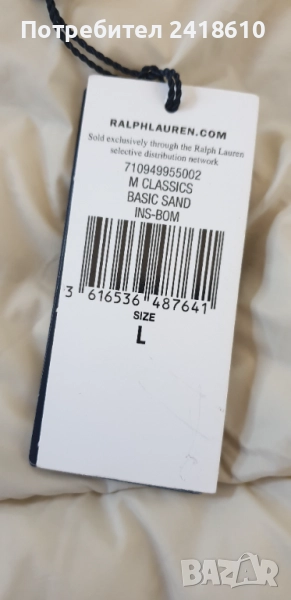 Потребител 2418610
RALPHLAUREN.COM
Sold exclusively through the Ralph Lauren
selective distribution network
710949955002
M CLASSICS
BASIC SAND
INS-BOM
3 616536 487641
SIZE
L
BAZAR